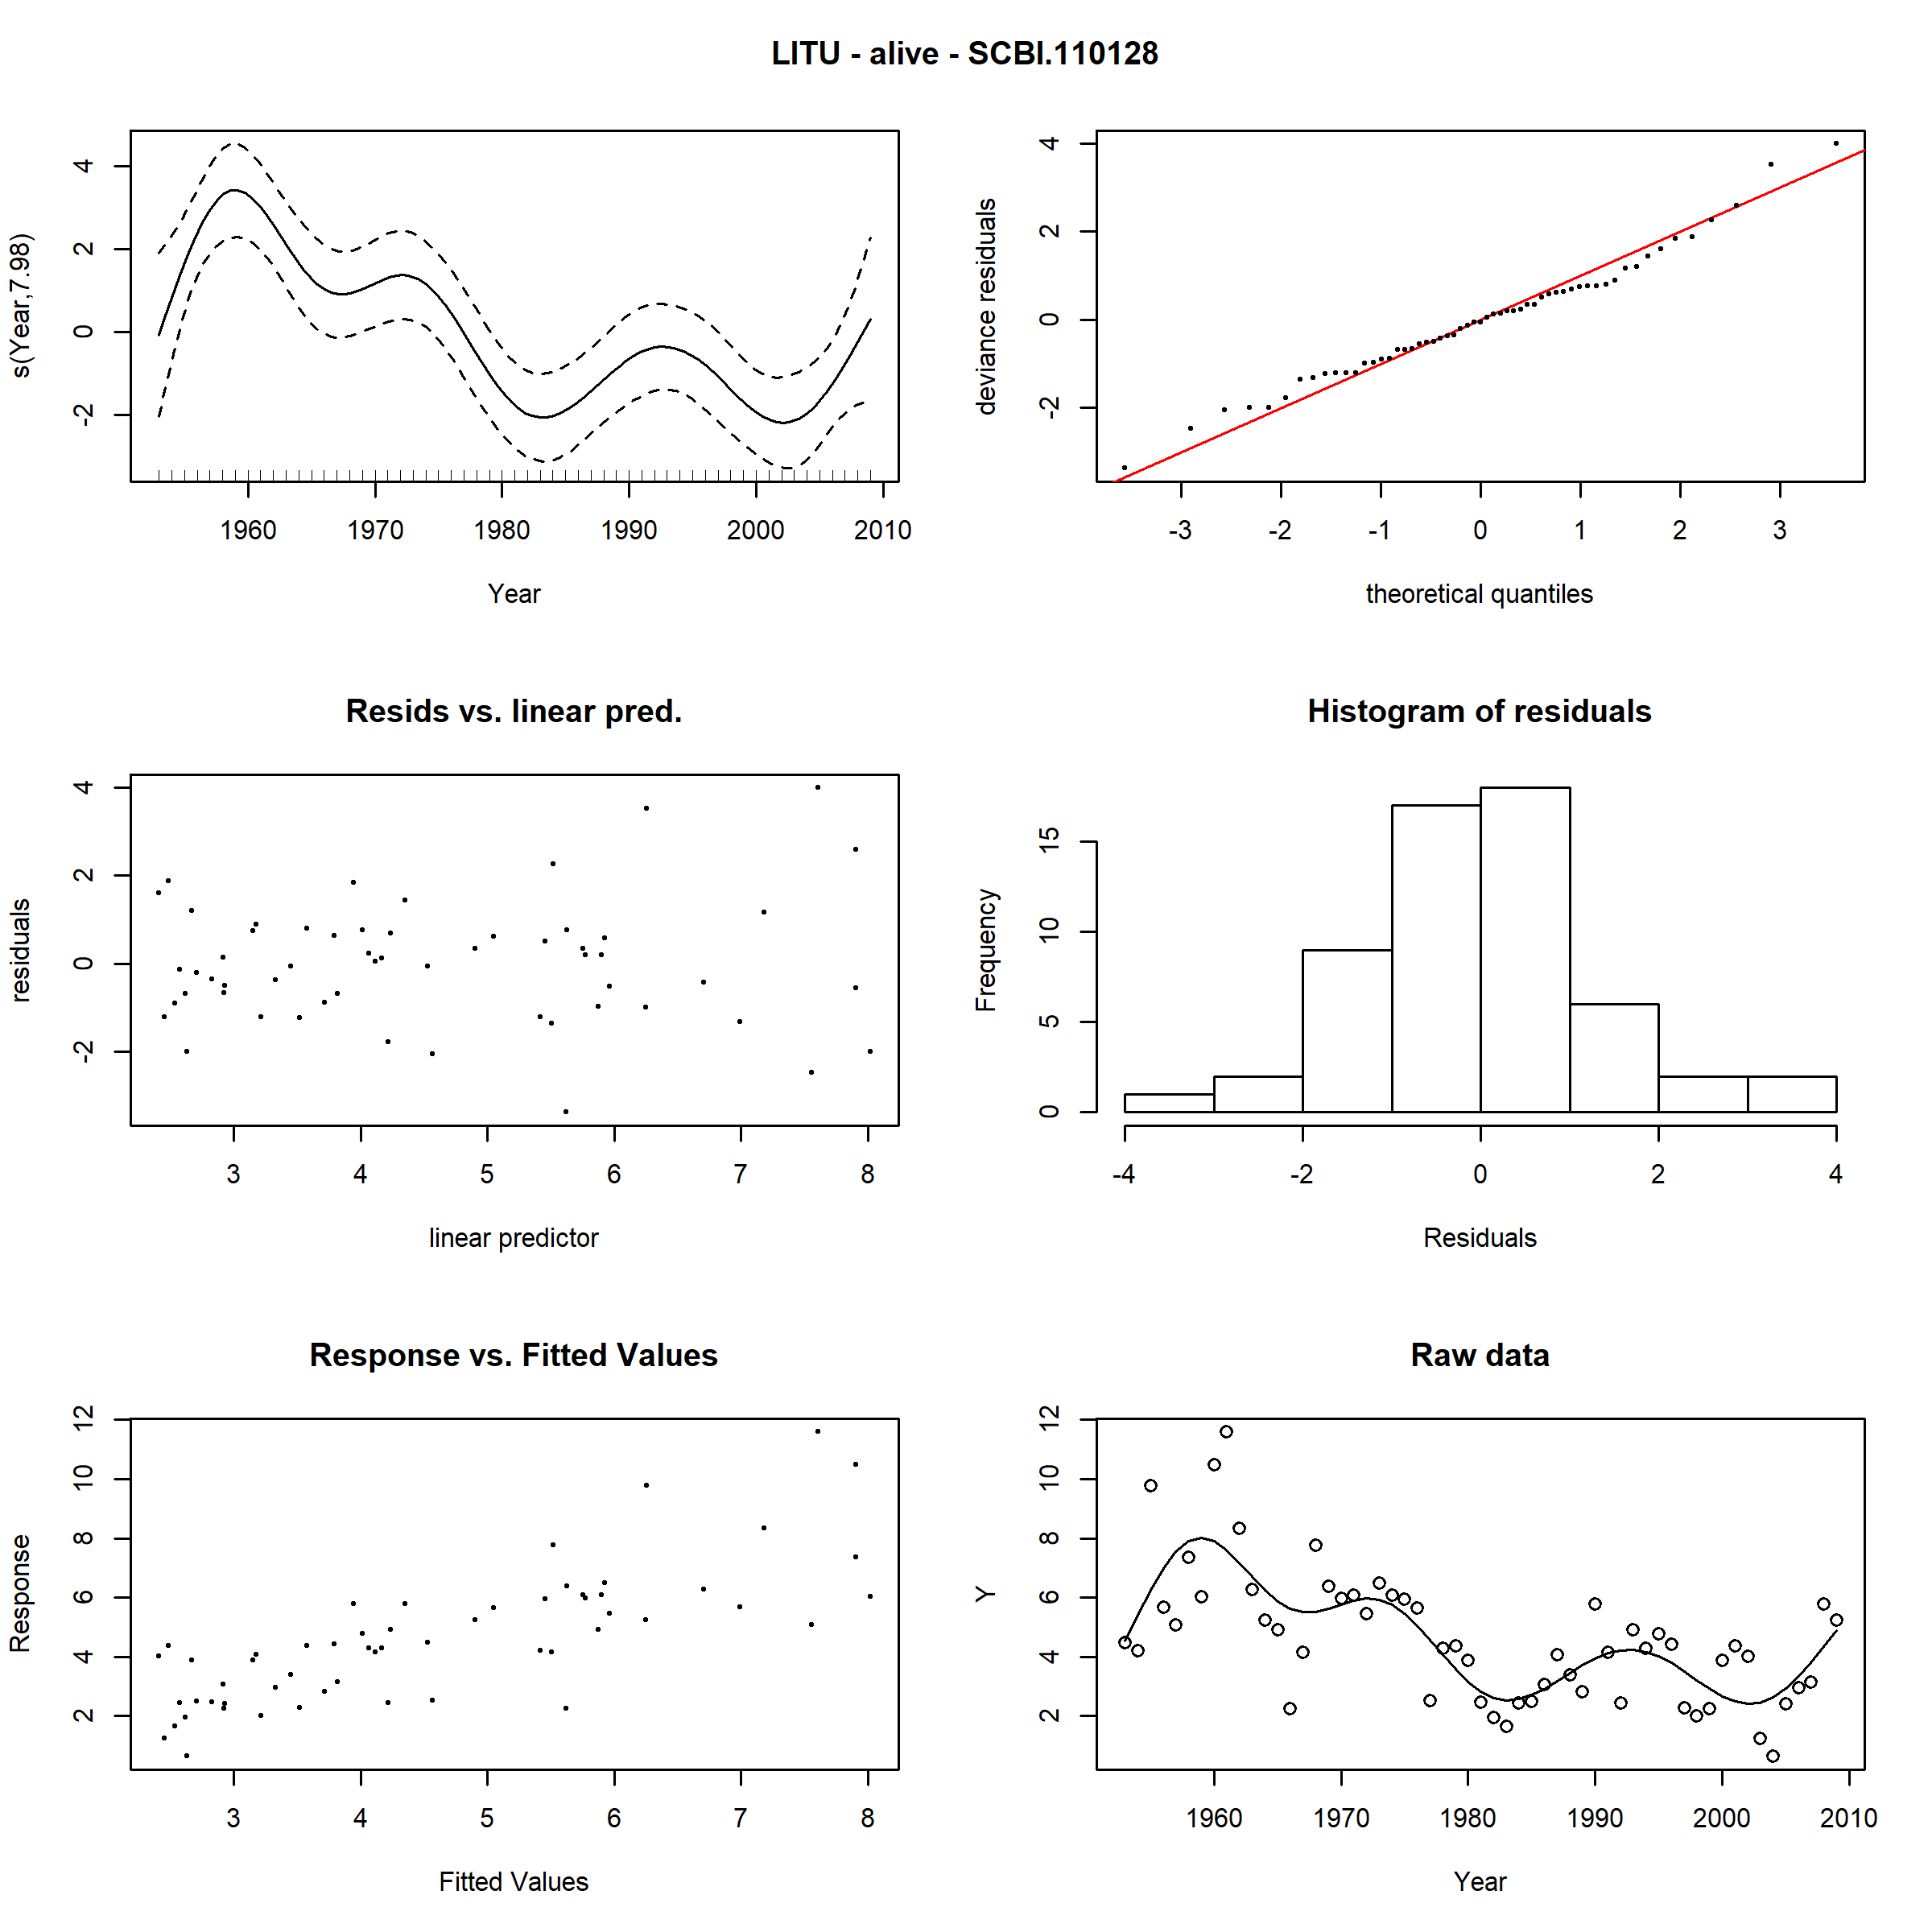 LITU - alive - SCBI.110128
s(Year,7.98)
4
2
0
-2
1960 1970 1980 1990 2000 2010
Year
deviance residuals
4
2
0
-2
-3 -2 -1 0 1 2 3
theoretical quantiles
Resids vs. linear pred.
residuals
4
2
0
-2
3 4 5 6 7 8
linear predictor
Histogram of residuals
Frequency
15
10
5
0
-4 -2 0 2 4
Residuals
Response vs. Fitted Values
Response
12
10
8
6
4
2
3 4 5 6 7 8
Fitted Values
Raw data
Y
12
10
8
6
4
2
1960 1970 1980 1990 2000 2010
Year